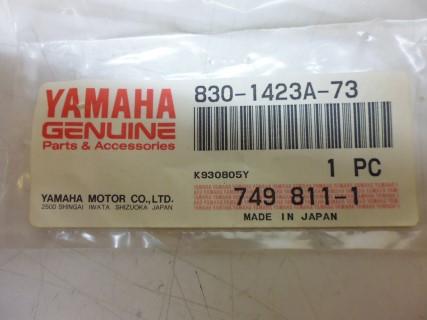 YAMAHA
GENUINE
Parts & Accessories
830-1423A-73
K930805Y
1 PC
YAMAHA MOTOR CO., LTD.
2500 SHINGAI IWATA SHIZUOKA JAPAN
749 811-1
MADE IN JAPAN